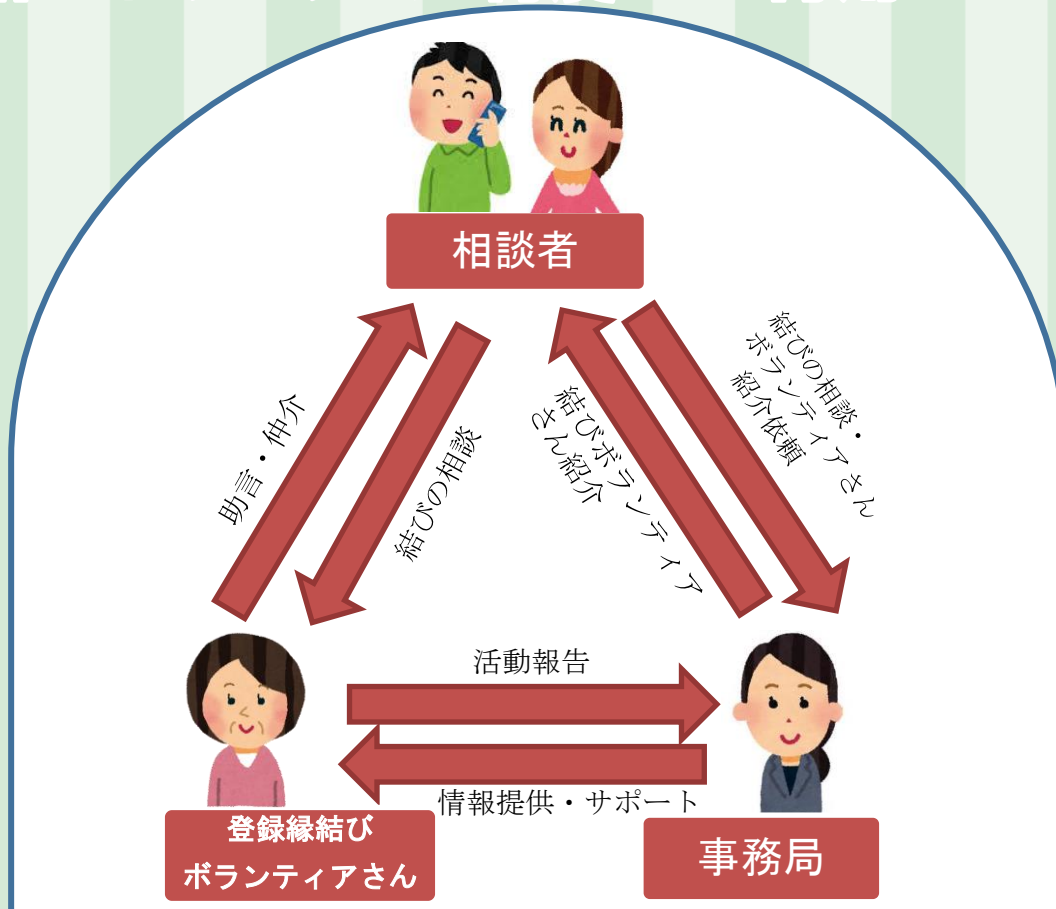 相談者
助言・仲介
結びの相談
結びボランティア
さん紹介
結びの相談・
ボランティアさん
紹介依頼
活動報告
情報提供・サポート
登録縁結び
ボランティアさん
事務局